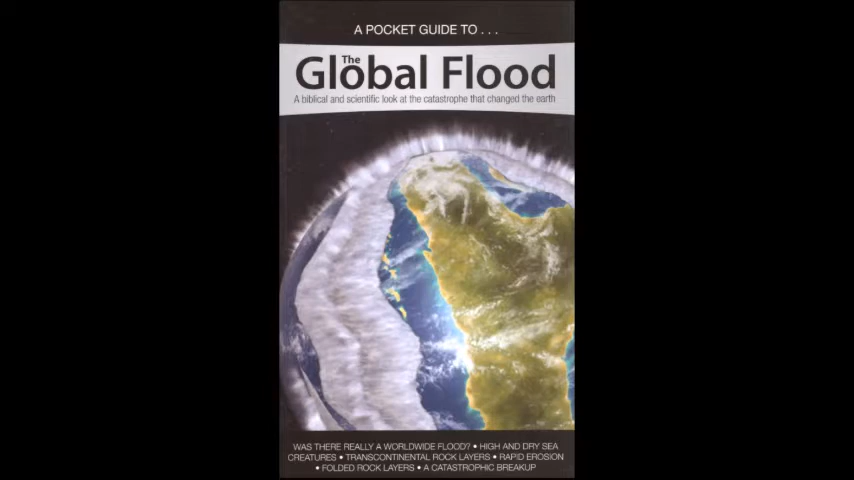 A POCKET GUIDE TO . . .
The
Global Flood
A biblical and scientific look at the catastrophe that changed the earth
WAS THERE REALLY A WORLDWIDE FLOOD? • HIGH AND DRY SEA
CREATURES • TRANSCONTINENTAL ROCK LAYERS • RAPID EROSION
• FOLDED ROCK LAYERS • A CATASTROPHIC BREAKUP